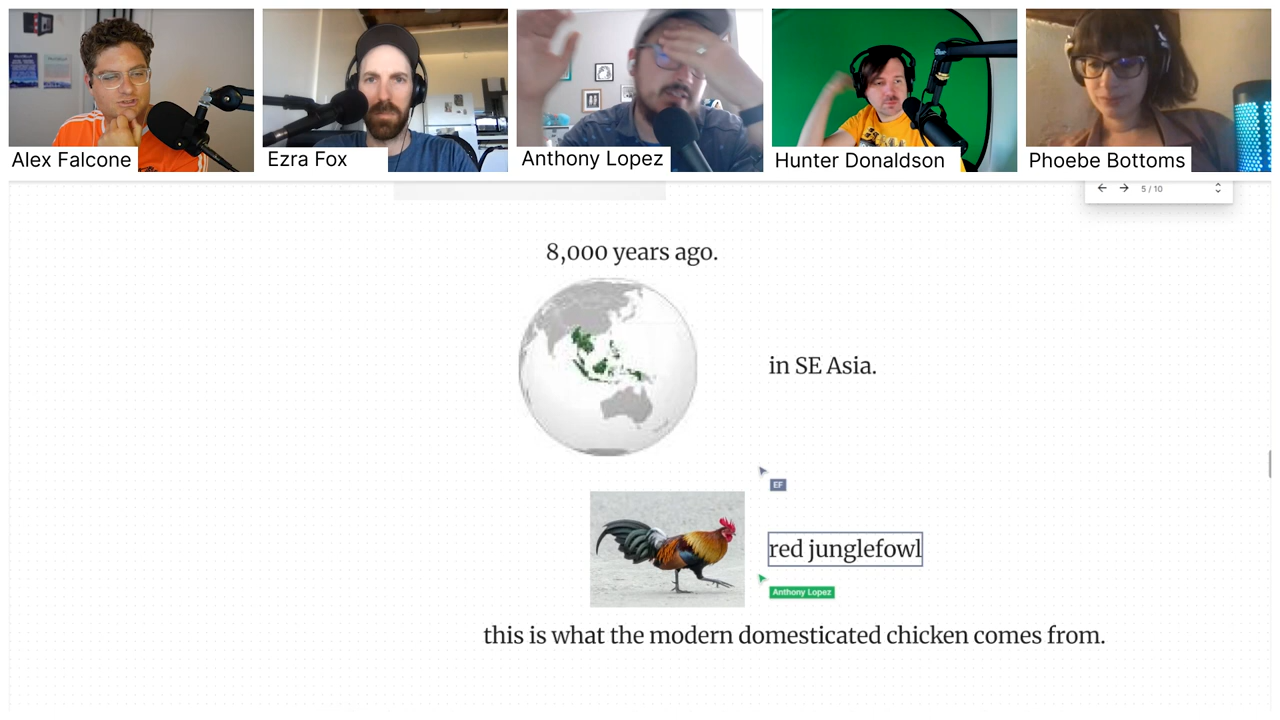 Alex Falcone
Ezra Fox
Anthony Lopez
Hunter Donaldson
Phoebe Bottoms
5 / 10
8,000 years ago.
in SE Asia.
EF
red junglefowl
Anthony Lopez
this is what the modern domesticated chicken comes from.